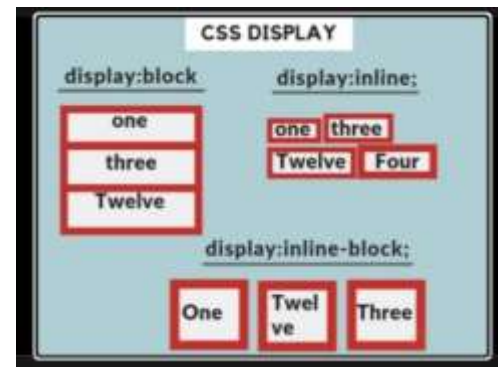 CSS DISPLAY
display:block
one
three
Twelve
display:inline;
one three
Twelve Four
display:inline-block;
One
Twel
ve
Three